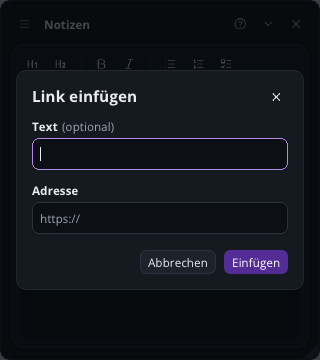 Notizen
H1 H2 B I
Link einfügen
Text (optional)
Adresse
https://
Abbrechen Einfügen